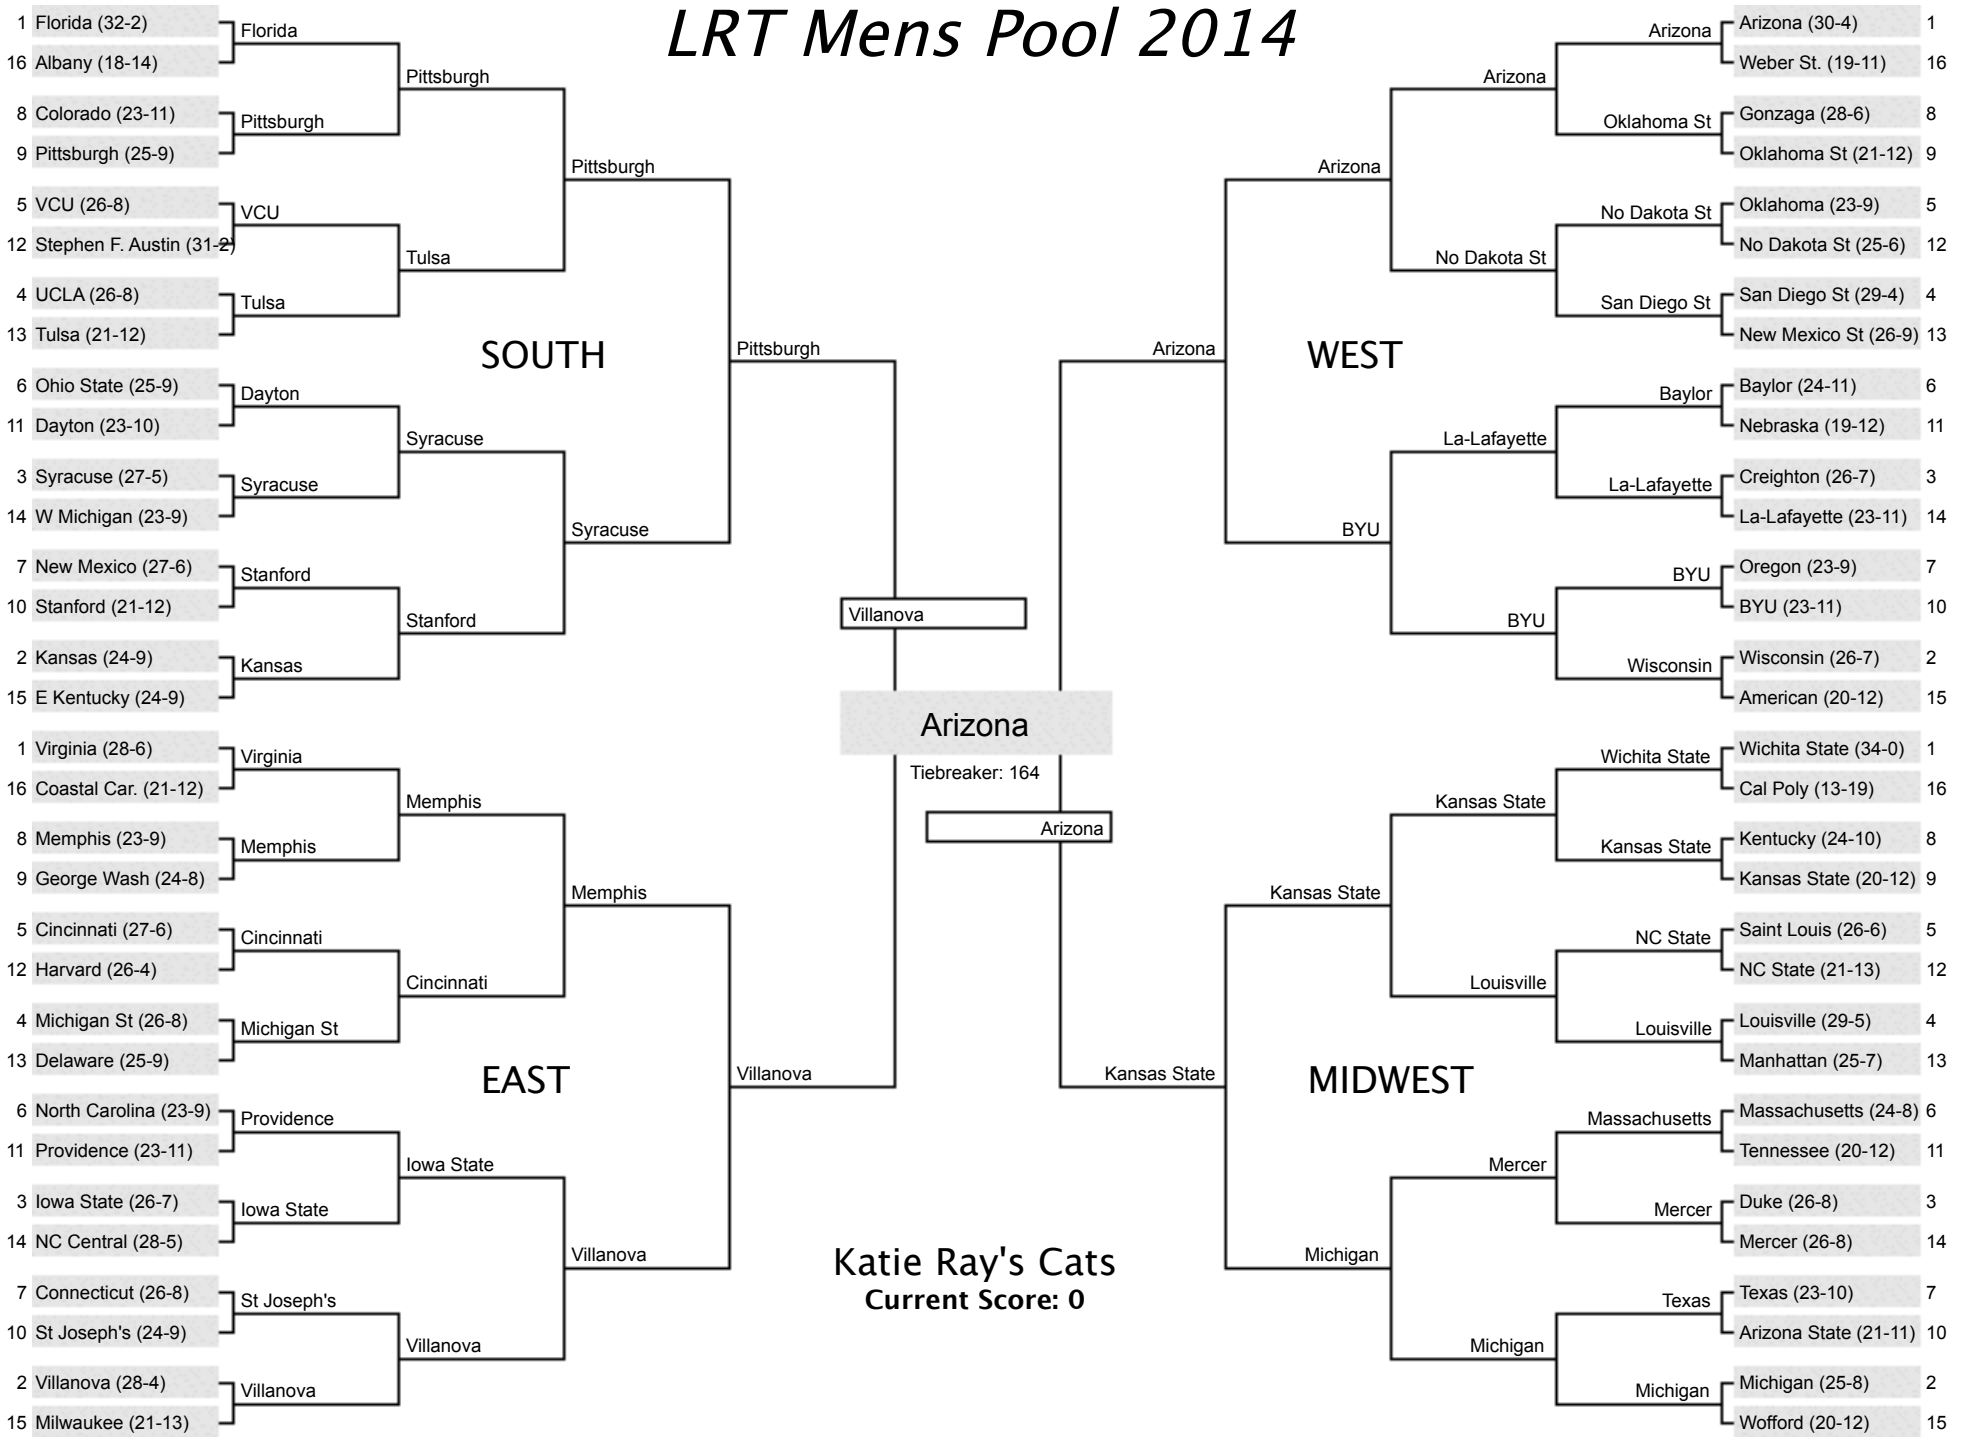 LRT Mens Pool 2014
1 Florida (32-2)
16 Albany (18-14)
8 Colorado (23-11)
9 Pittsburgh (25-9)
5 VCU (26-8)
12 Stephen F. Austin (31-2)
4 UCLA (26-8)
13 Tulsa (21-12)
6 Ohio State (25-9)
11 Dayton (23-10)
3 Syracuse (27-5)
14 W Michigan (23-9)
7 New Mexico (27-6)
10 Stanford (21-12)
2 Kansas (24-9)
15 E Kentucky (24-9)
Florida
Pittsburgh
VCU
Tulsa
Dayton
Syracuse
Stanford
Kansas
Pittsburgh
Tulsa
Syracuse
Stanford
Pittsburgh
Syracuse
Pittsburgh
SOUTH
1 Virginia (28-6)
16 Coastal Car. (21-12)
8 Memphis (23-9)
9 George Wash (24-8)
5 Cincinnati (27-6)
12 Harvard (26-4)
4 Michigan St (26-8)
13 Delaware (25-9)
6 North Carolina (23-9)
11 Providence (23-11)
3 Iowa State (26-7)
14 NC Central (28-5)
7 Connecticut (26-8)
10 St Joseph's (24-9)
2 Villanova (28-4)
15 Milwaukee (21-13)
Virginia
Memphis
Cincinnati
Michigan St
Providence
Iowa State
St Joseph's
Villanova
Memphis
Cincinnati
Iowa State
Villanova
Memphis
Villanova
Villanova
EAST
Villanova
Arizona
Tiebreaker: 164
Arizona
Katie Ray's Cats
Current Score: 0
Arizona (30-4) 1
Weber St. (19-11) 16
Gonzaga (28-6) 8
Oklahoma St (21-12) 9
Oklahoma (23-9) 5
No Dakota St (25-6) 12
San Diego St (29-4) 4
New Mexico St (26-9) 13
Baylor (24-11) 6
Nebraska (19-12) 11
Creighton (26-7) 3
La-Lafayette (23-11) 14
Oregon (23-9) 7
BYU (23-11) 10
Wisconsin (26-7) 2
American (20-12) 15
Arizona
Oklahoma St
No Dakota St
San Diego St
Baylor
La-Lafayette
BYU
Wisconsin
Arizona
No Dakota St
La-Lafayette
BYU
Arizona
BYU
Arizona
WEST
Wichita State (34-0) 1
Cal Poly (13-19) 16
Kentucky (24-10) 8
Kansas State (20-12) 9
Saint Louis (26-6) 5
NC State (21-13) 12
Louisville (29-5) 4
Manhattan (25-7) 13
Massachusetts (24-8) 6
Tennessee (20-12) 11
Duke (26-8) 3
Mercer (26-8) 14
Texas (23-10) 7
Arizona State (21-11) 10
Michigan (25-8) 2
Wofford (20-12) 15
Wichita State
Kansas State
NC State
Louisville
Massachusetts
Mercer
Texas
Michigan
Kansas State
Louisville
Mercer
Michigan
Kansas State
Michigan
Kansas State
MIDWEST